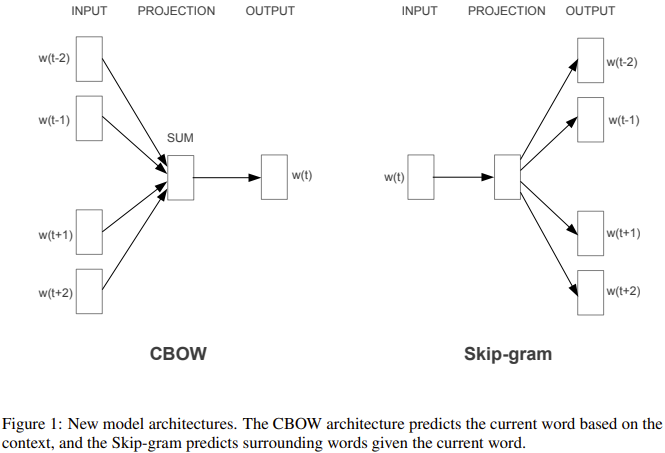 INPUT PROJECTION OUTPUT
w(t-2)
w(t-1)
SUM
w(t)
w(t+1)
w(t+2)
CBOW
INPUT PROJECTION OUTPUT
w(t-2)
w(t-1)
w(t)
w(t+1)
w(t+2)
Skip-gram
Figure 1: New model architectures. The CBOW architecture predicts the current word based on the
context, and the Skip-gram predicts surrounding words given the current word.